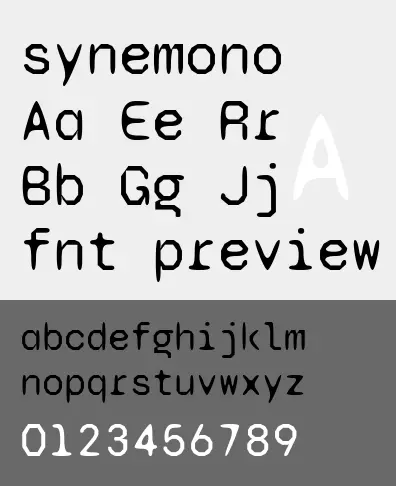 synemono
Aa Ee Rr
A
Bb Gg Jj
fnt preview
abcdefghijklm
nopqrstuvwxyz
0123456789